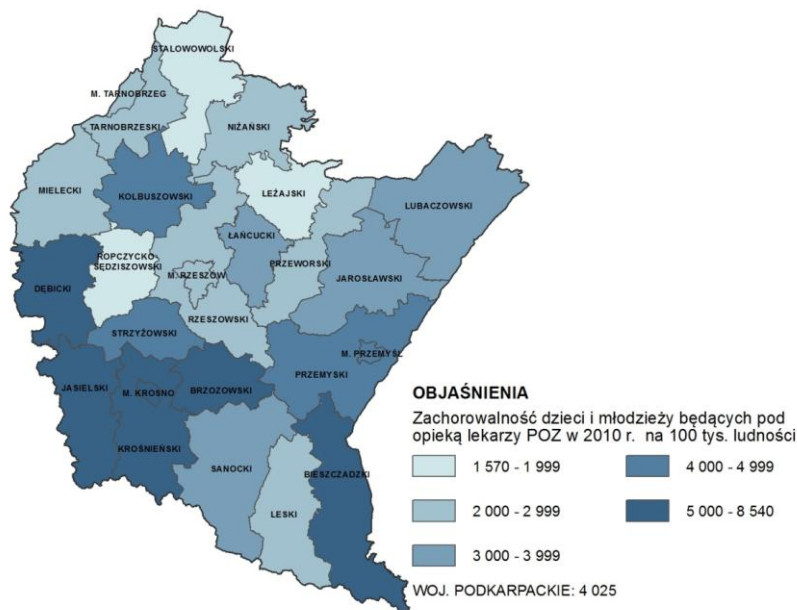 STALOWOWOLSKI
M. TARNOBRZEG
TARNOBRZESKI
NIŻAŃSKI
MIELECKI
KOLBUSZOWSKI
LEŻAJSKI
LUBACZOWSKI
ŁAŃCUCKI
ROPCZYCKO-
SĘDZISZOWSKI
M. RZESZÓW
PRZEWORSKI
JAROSŁAWSKI
DĘBICKI
RZESZOWSKI
STRZYŻOWSKI
M. PRZEMYŚL
PRZEMYSKI
JASIELSKI
M. KROSNO
BRZOZOWSKI
KROŚNIEŃSKI
SANOCKI
BIESZCZADZKI
LESKI
OBJAŚNIENIA
Zachorowalność dzieci i młodzieży będących pod
opieką lekarzy POZ w 2010 r. na 100 tys. ludności
1 570 - 1 999
2 000 - 2 999
3 000 - 3 999
4 000 - 4 999
5 000 - 8 540
WOJ. PODKARPACKIE: 4 025